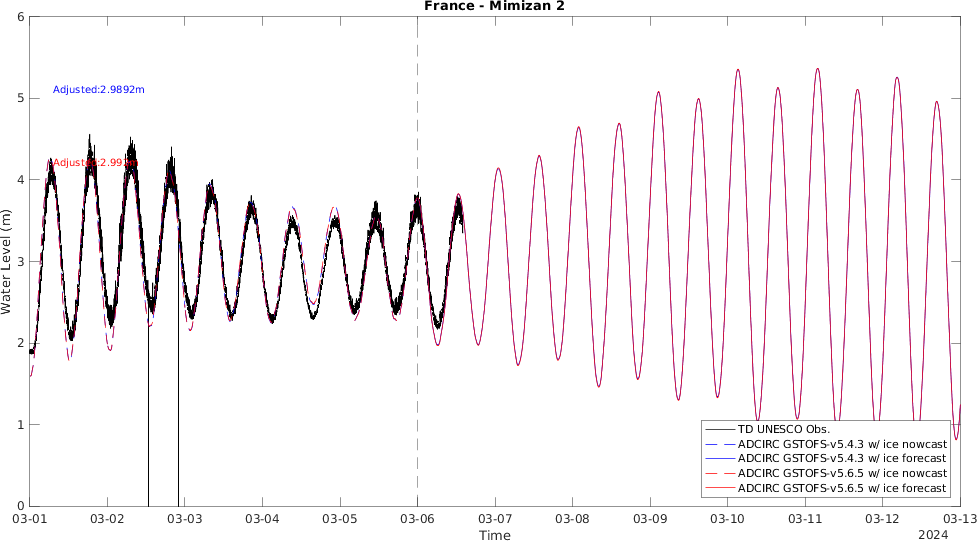 France - Mimizan 2
Water Level (m)
6
5
4
3
2
1
0
Adjusted:2.9892m
Adjusted:2.992m
TD UNESCO Obs.
ADCIRC GSTOFS-v5.4.3 w/ ice nowcast
ADCIRC GSTOFS-v5.4.3 w/ ice forecast
ADCIRC GSTOFS-v5.6.5 w/ ice nowcast
ADCIRC GSTOFS-v5.6.5 w/ ice forecast
03-01 03-02 03-03 03-04 03-05 03-06 03-07 03-08 03-09 03-10 03-11 03-12 03-13
Time
2024